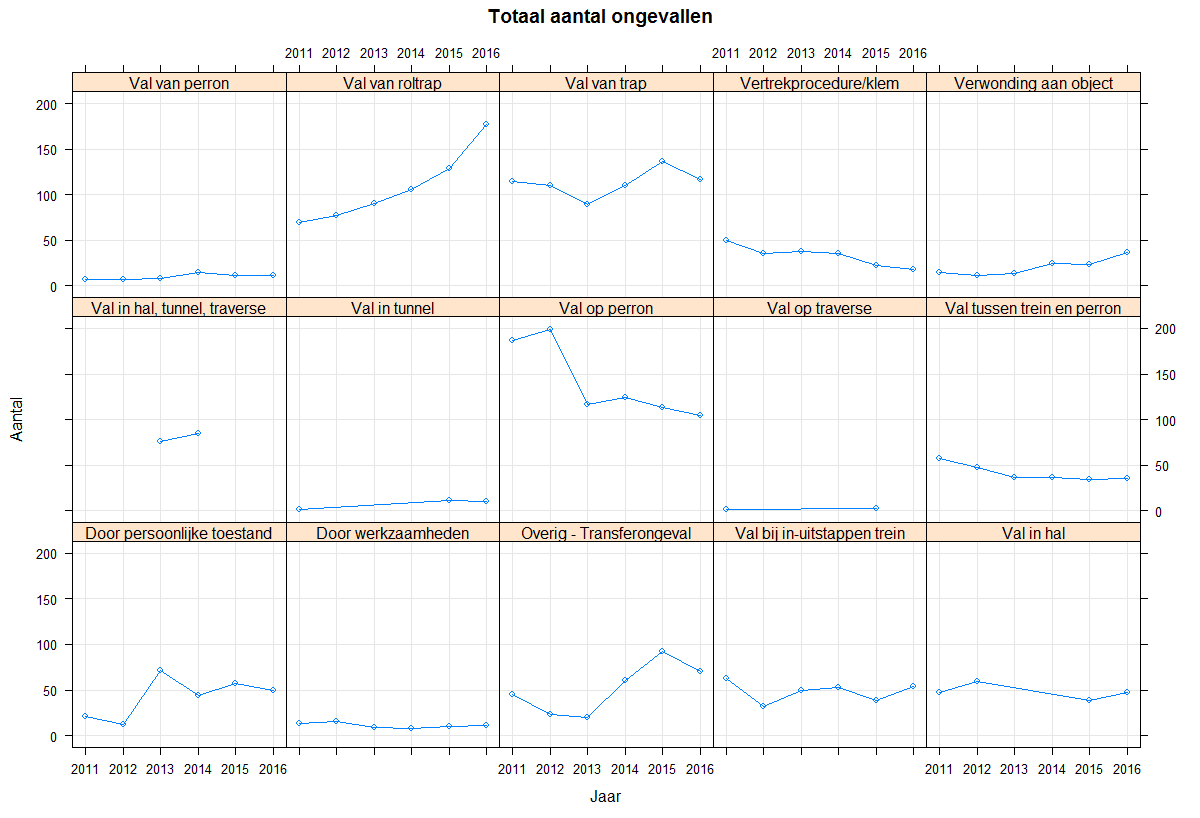 Totaal aantal ongevallen
2011 2012 2013 2014 2015 2016 2011 2012 2013 2014 2015 2016
Val van perron Val van roltrap Val van trap Vertrekprocedure/klem Verwonding aan object
200
150
100
50
0
Val in hal, tunnel, traverse Val in tunnel Val op perron Val op traverse Val tussen trein en perron
200
150
100
50
0
Aantal
Door persoonlijke toestand Door werkzaamheden Overig - Transferongeval Val bij in-uitstappen trein Val in hal
200
150
100
50
0
2011 2012 2013 2014 2015 2016 2011 2012 2013 2014 2015 2016 2011 2012 2013 2014 2015 2016
Jaar